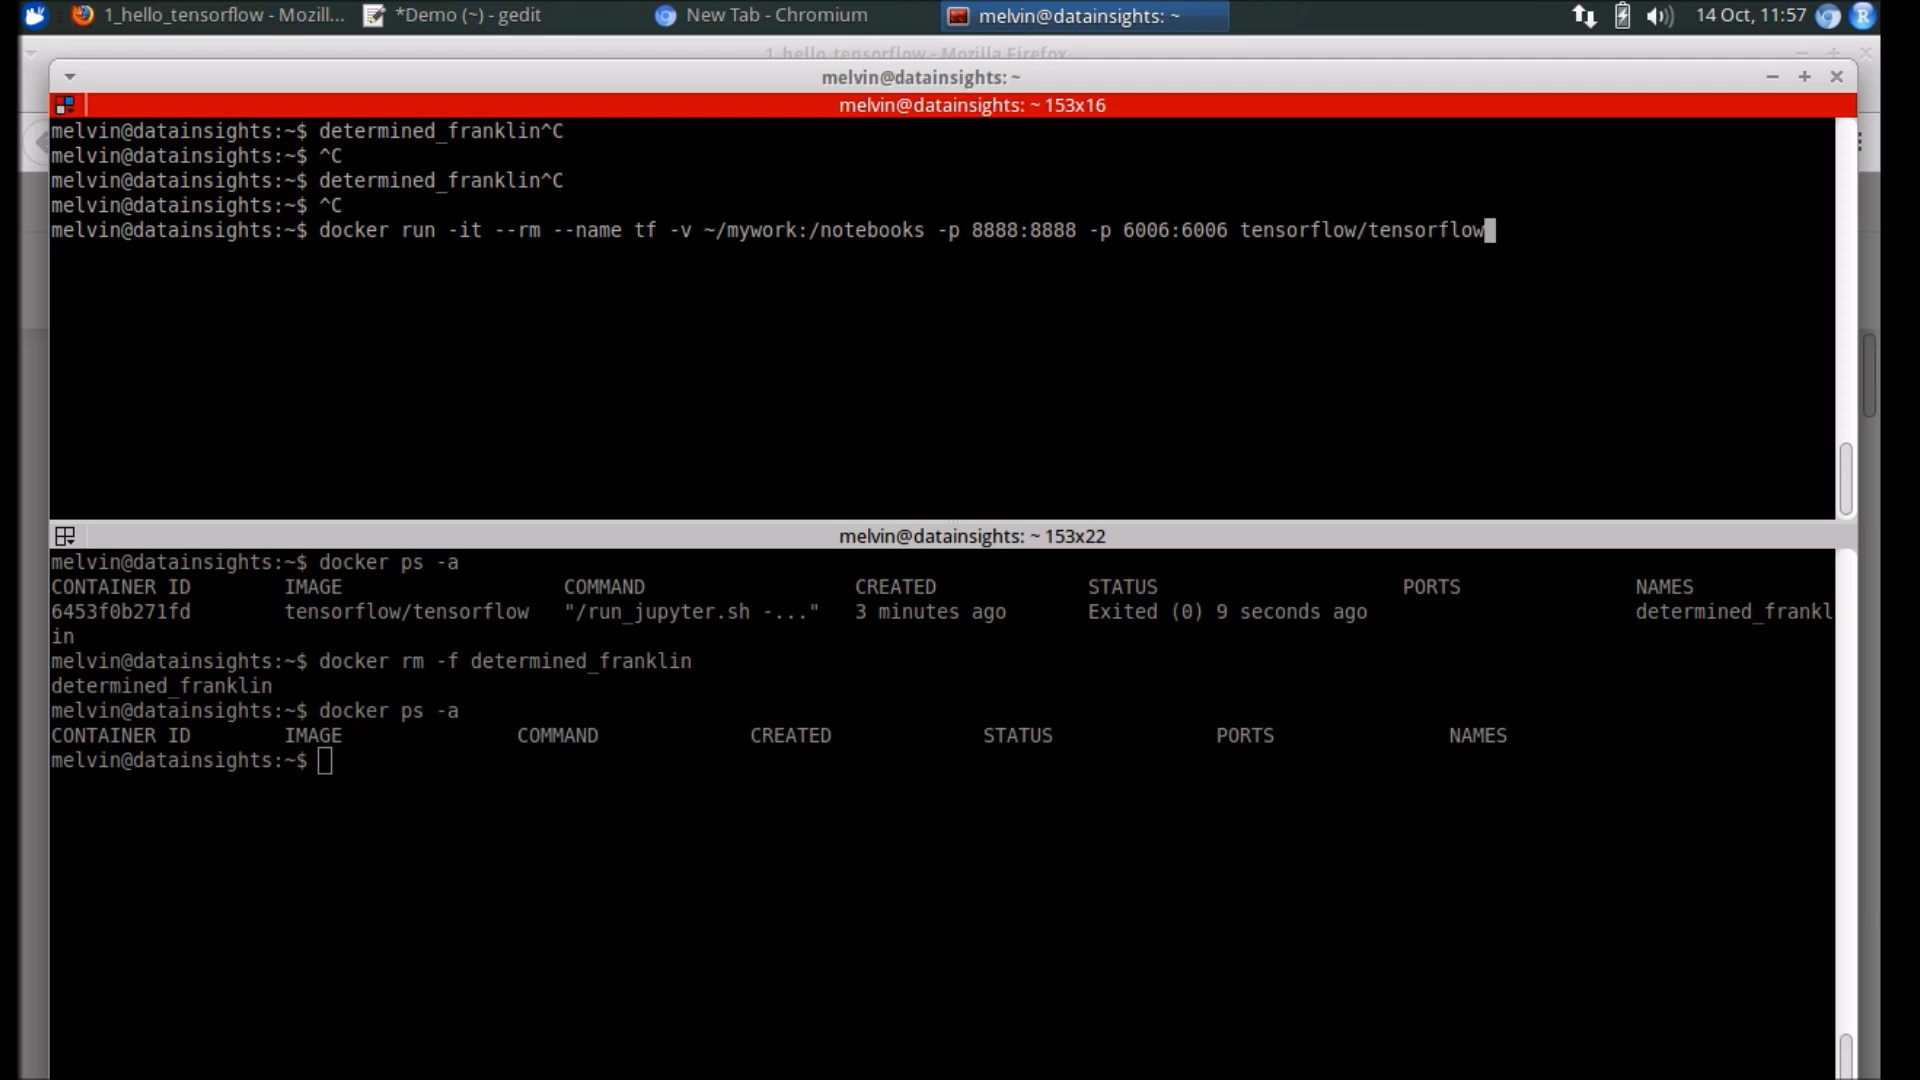 1_hello_tensorflow - Mozill... *Demo (~) - gedit New Tab - Chromium melvin@datainsights: ~ 14 Oct, 11:57 R
1_hello_tensorflow - Mozilla Firefox
melvin@datainsights: ~
melvin@datainsights: ~ 153x16
melvin@datainsights:~$ determined_franklin^C
melvin@datainsights:~$ ^C
melvin@datainsights:~$ determined_franklin^C
melvin@datainsights:~$ ^C
melvin@datainsights:~$ docker run -it --rm --name tf -v ~/mywork:/notebooks -p 8888:8888 -p 6006:6006 tensorflow/tensorflow
melvin@datainsights: ~ 153x22
melvin@datainsights:~$ docker ps -a
CONTAINER ID IMAGE COMMAND CREATED STATUS PORTS NAMES
6453f0b271fd tensorflow/tensorflow "/run_jupyter.sh -..." 3 minutes ago Exited (0) 9 seconds ago determined_frankl
in
melvin@datainsights:~$ docker rm -f determined_franklin
determined_franklin
melvin@datainsights:~$ docker ps -a
CONTAINER ID IMAGE COMMAND CREATED STATUS PORTS NAMES
melvin@datainsights:~$